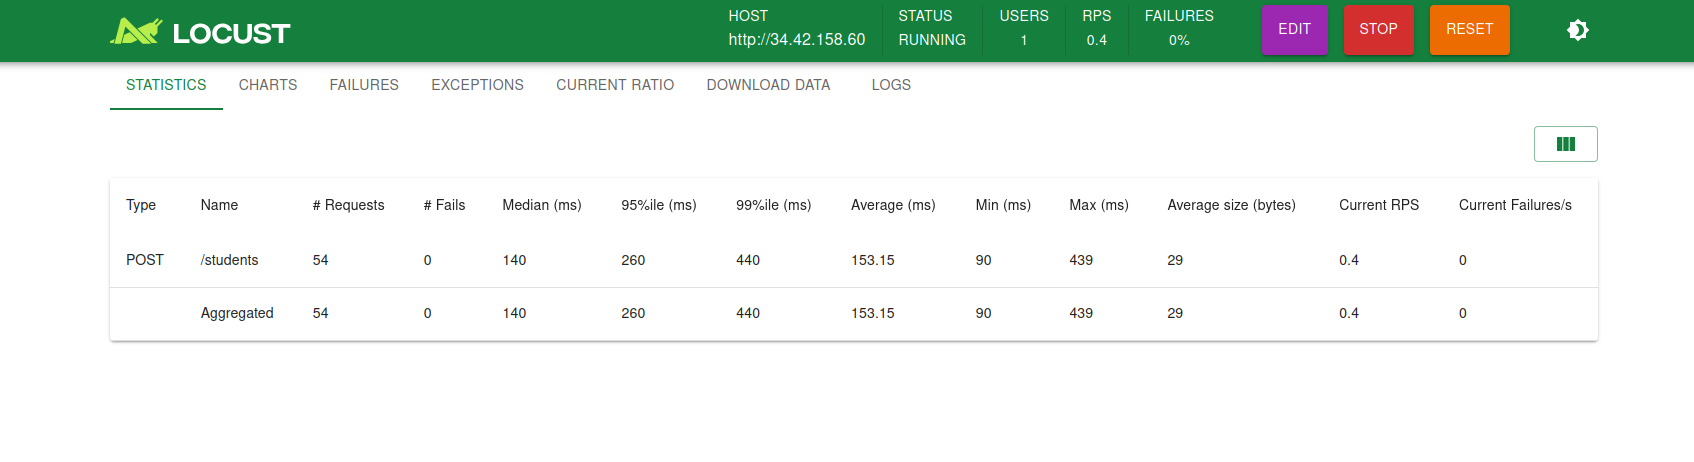 LOCUST
HOST STATUS USERS RPS FAILURES
http://34.42.158.60 RUNNING 1 0.4 0%
EDIT STOP RESET
STATISTICS CHARTS FAILURES EXCEPTIONS CURRENT RATIO DOWNLOAD DATA LOGS
Type Name # Requests # Fails Median (ms) 95%ile (ms) 99%ile (ms) Average (ms) Min (ms) Max (ms) Average size (bytes) Current RPS Current Failures/s
POST /students 54 0 140 260 440 153.15 90 439 29 0.4 0
Aggregated 54 0 140 260 440 153.15 90 439 29 0.4 0